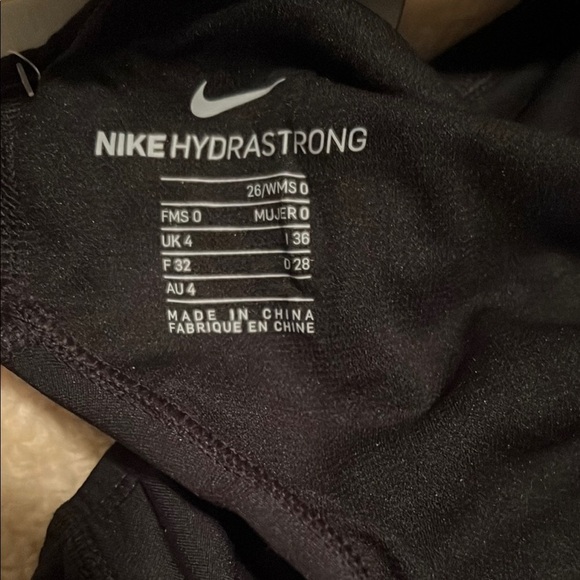 NIKE HYDRASTRONG
26/WMS 0
FMS 0 MUJER 0
UK 4 I 36
F 32 D 28
AU 4
MADE IN CHINA
FABRIQUE EN CHINE